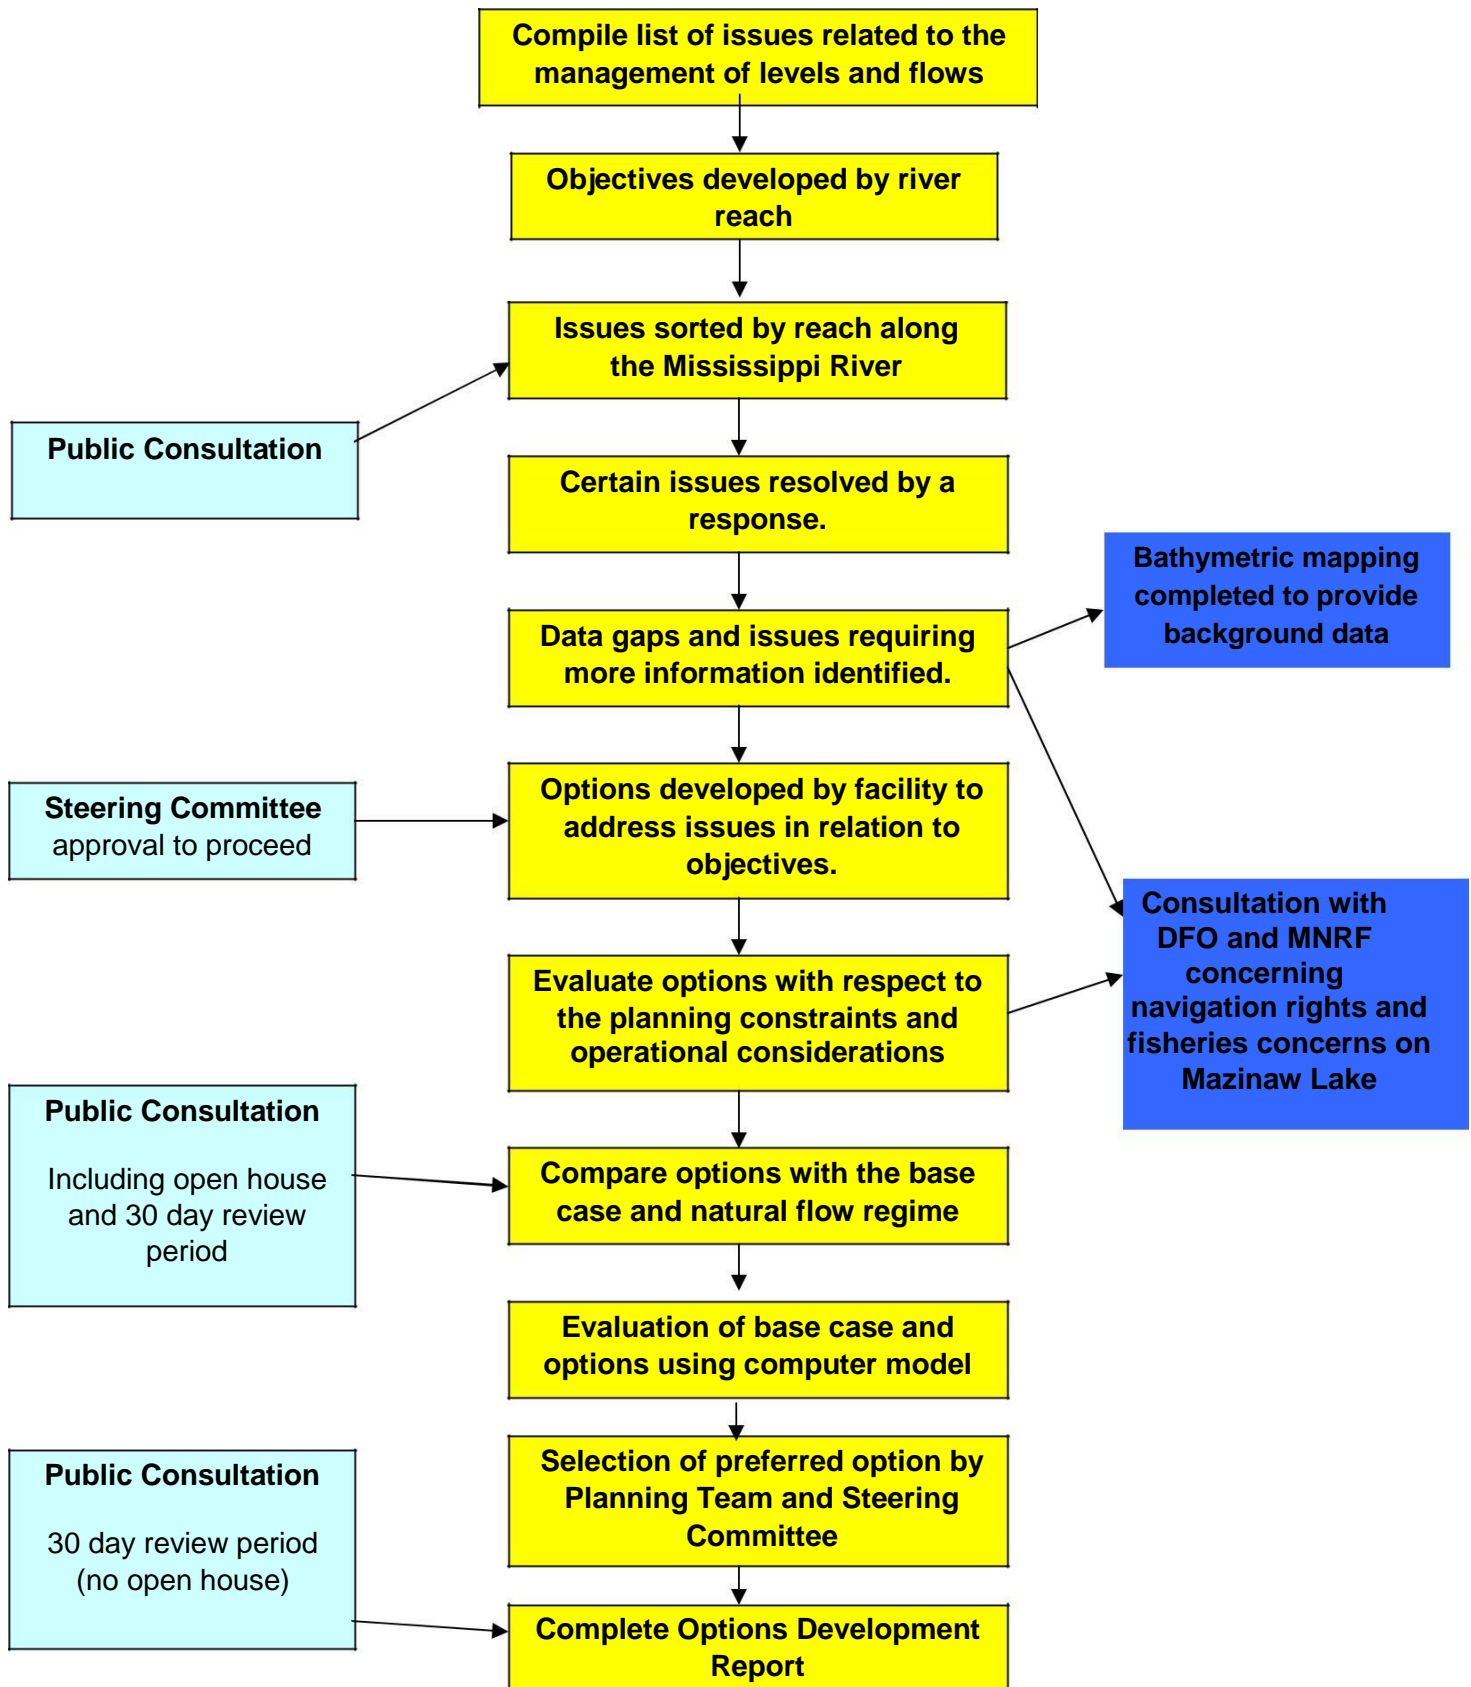 Compile list of issues related to the
management of levels and flows
Objectives developed by river
reach
Issues sorted by reach along
the Mississippi River
Public Consultation
Certain issues resolved by a
response.
Bathymetric mapping
completed to provide
background data
Data gaps and issues requiring
more information identified.
Steering Committee
approval to proceed
Options developed by facility to
address issues in relation to
objectives.
Consultation with
DFO and MNRF
concerning
navigation rights and
fisheries concerns on
Mazinaw Lake
Evaluate options with respect to
the planning constraints and
operational considerations
Public Consultation
Including open house
and 30 day review
period
Compare options with the base
case and natural flow regime
Evaluation of base case and
options using computer model
Selection of preferred option by
Planning Team and Steering
Committee
Public Consultation
30 day review period
(no open house)
Complete Options Development
Report